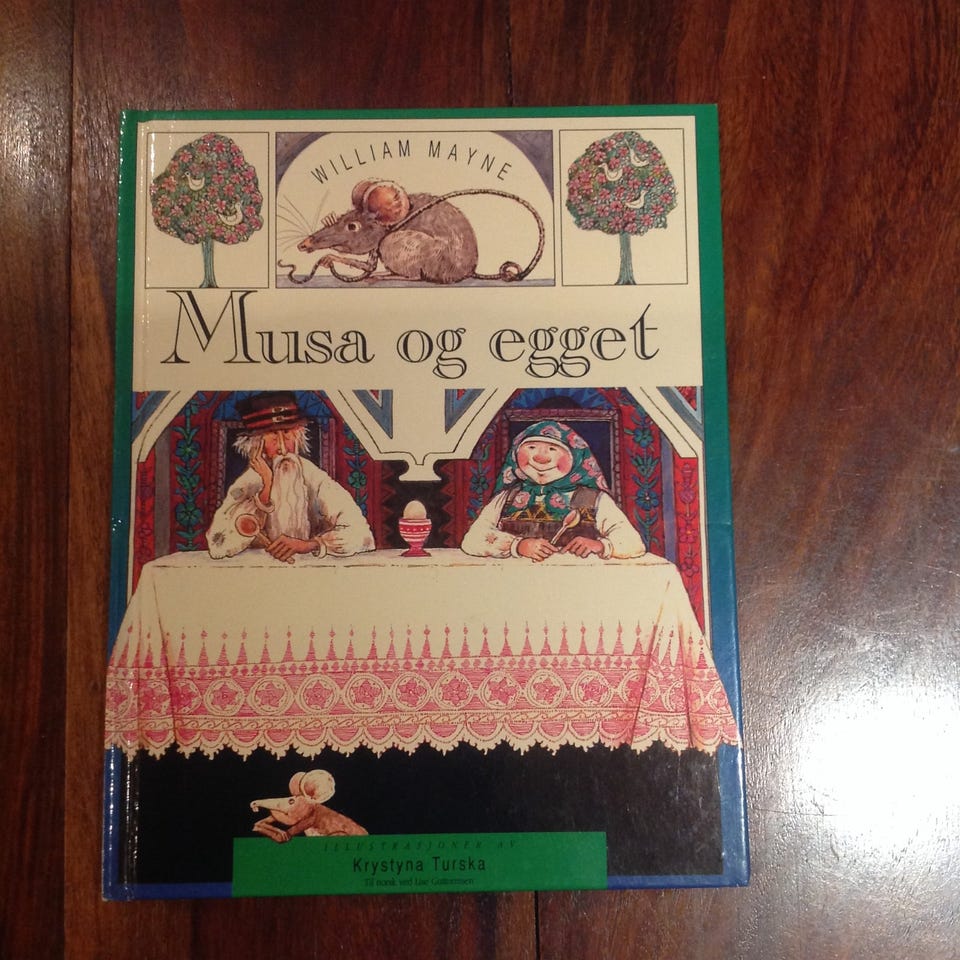 WILLIAM MAYNE
Musa og egget
ILLUSTRASJONER AV
Krystyna Turska
Til norsk ved Lise Guttormsen